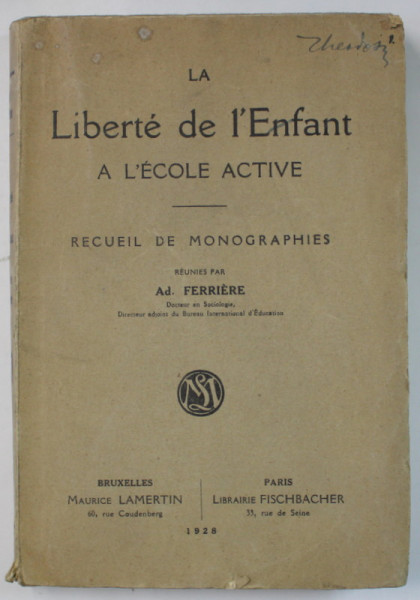 LA
Liberté de l'Enfant
A L'ÉCOLE ACTIVE
RECUEIL DE MONOGRAPHIES
RÉUNIES PAR
Ad. FERRIÈRE
Docteur en Sociologie,
Directeur adjoint du Bureau International d'Éducation
BRUXELLES
MAURICE LAMERTIN
60, rue Coudenberg
PARIS
LIBRAIRIE FISCHBACHER
33, rue de Seine
1928